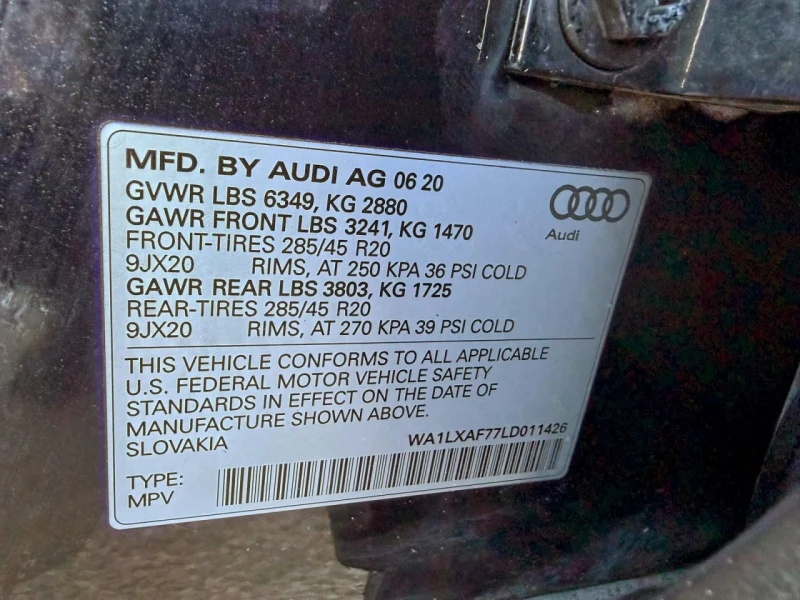 MFD. BY AUDI AG 06 20
GVWR LBS 6349, KG 2880
GAWR FRONT LBS 3241, KG 1470
FRONT-TIRES 285/45 R20
9JX20 RIMS, AT 250 KPA 36 PSI COLD
GAWR REAR LBS 3803, KG 1725
REAR-TIRES 285/45 R20
9JX20 RIMS, AT 270 KPA 39 PSI COLD
Audi
THIS VEHICLE CONFORMS TO ALL APPLICABLE
U.S. FEDERAL MOTOR VEHICLE SAFETY
STANDARDS IN EFFECT ON THE DATE OF
MANUFACTURE SHOWN ABOVE.
SLOVAKIA
WA1LXAF77LD011426
TYPE:
MPV